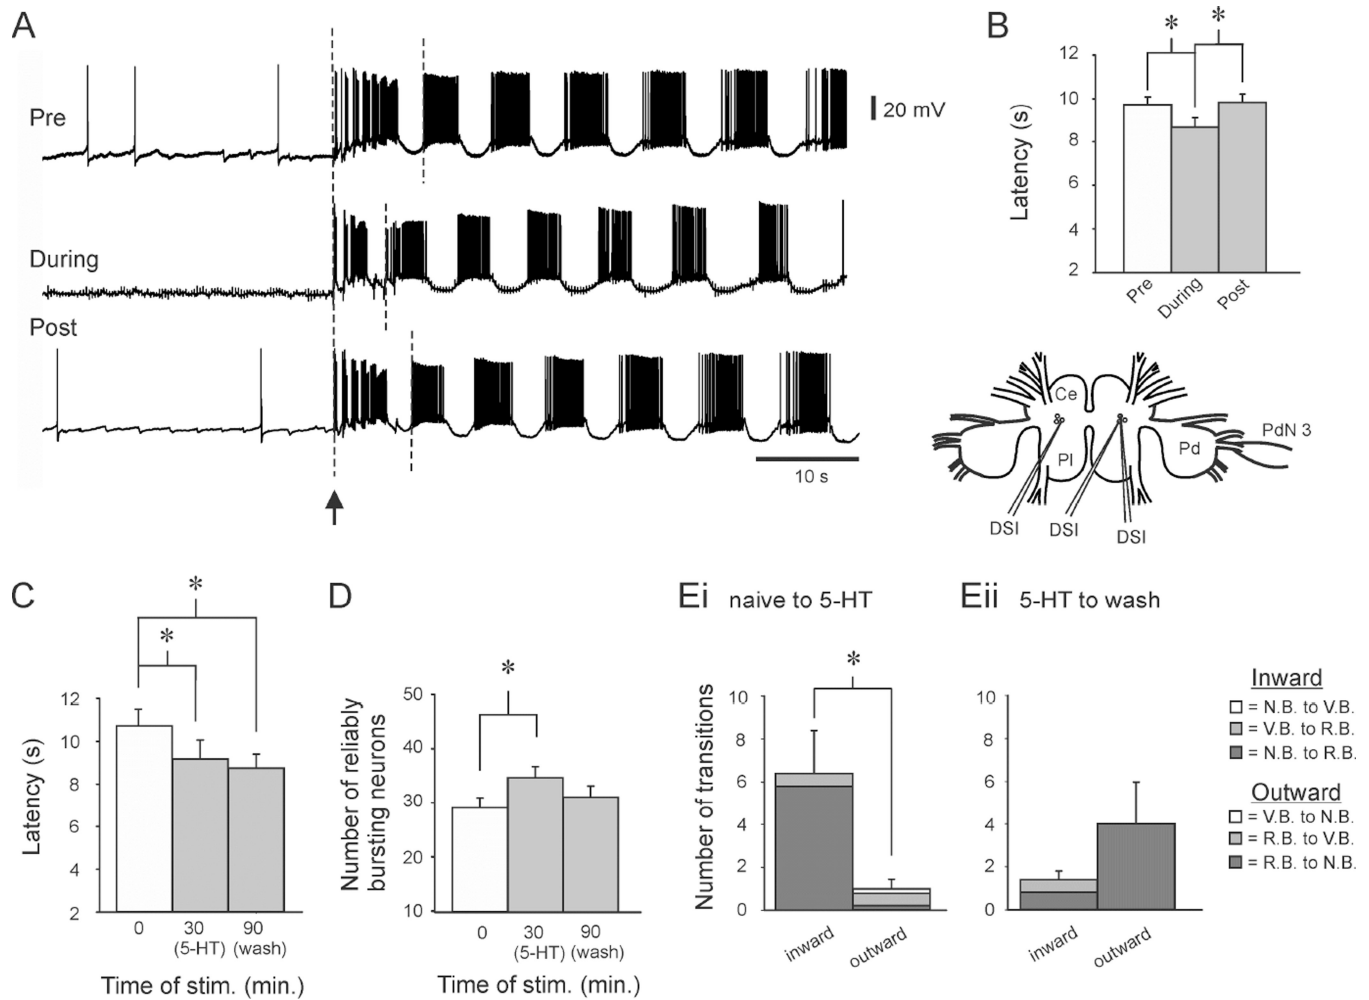 A
Pre
20 mV
During
Post
10 s
B
*
*
Latency (s)
12
10
8
6
4
2
Pre
During
Post
Ce
Pl
Pd
PdN 3
DSI
DSI
DSI
C
*
*
Latency (s)
12
10
8
6
4
2
0
30
90
(5-HT)
(wash)
Time of stim. (min.)
D
*
Number of reliably
bursting neurons
50
40
30
20
10
0
30
90
(5-HT)
(wash)
Time of stim. (min.)
Ei naive to 5-HT
*
Number of transitions
10
8
6
4
2
0
inward
outward
Eii 5-HT to wash
10
8
6
4
2
0
inward
outward
Inward
= N.B. to V.B.
= V.B. to R.B.
= N.B. to R.B.
Outward
= V.B. to N.B.
= R.B. to V.B.
= R.B. to N.B.